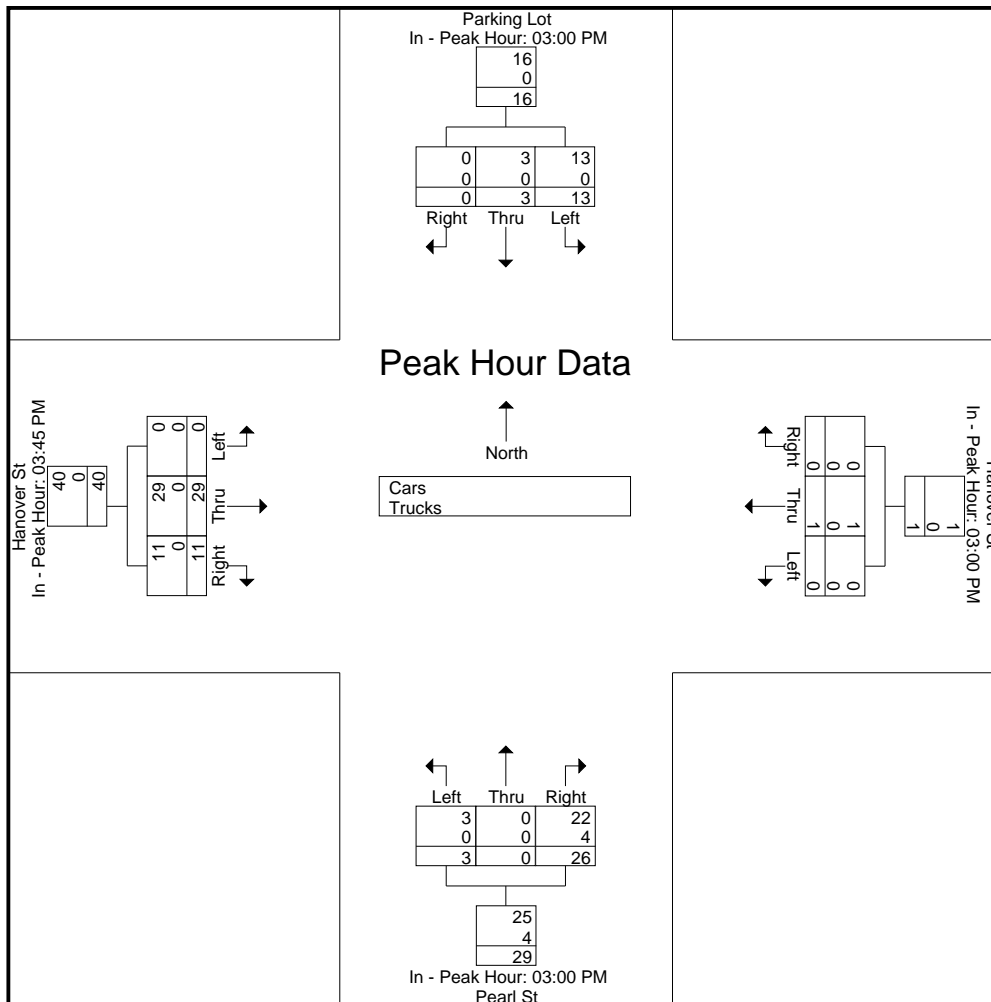 Parking Lot
In - Peak Hour: 03:00 PM
16
0
16
0 3 13
0 0 0
0 3 13
Right Thru Left
Peak Hour Data
North
Cars
Trucks
Hanover St
In - Peak Hour: 03:45 PM
40
0
40
0 0 0
Left
29 0 29
Thru
11 0 11
Right
Hanover St
In - Peak Hour: 03:00 PM
1
0
1
Right
0 0 0
Thru
1 0 1
Left
0 0 0
Left Thru Right
3 0 22
0 0 4
3 0 26
25
4
29
In - Peak Hour: 03:00 PM
Pearl St